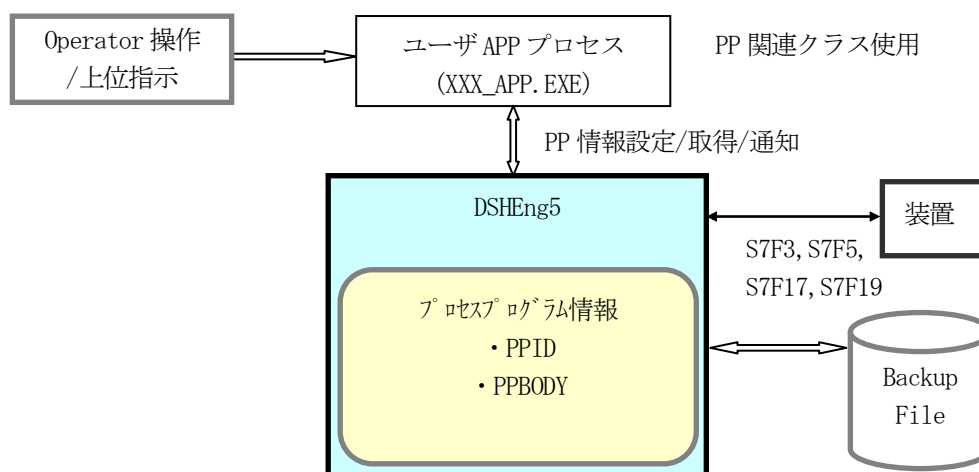 Operator 操作
/上位指示
ユーザ APP プロセス
(XXX_APP.EXE)
PP 関連クラス使用
PP 情報設定/取得/通知
DSHEng5
装置
S7F3, S7F5,
S7F17, S7F19
ﾌﾟﾛｾｽﾌﾟﾛｸﾞﾗﾑ情報
・PPID
・PPBODY
Backup
File